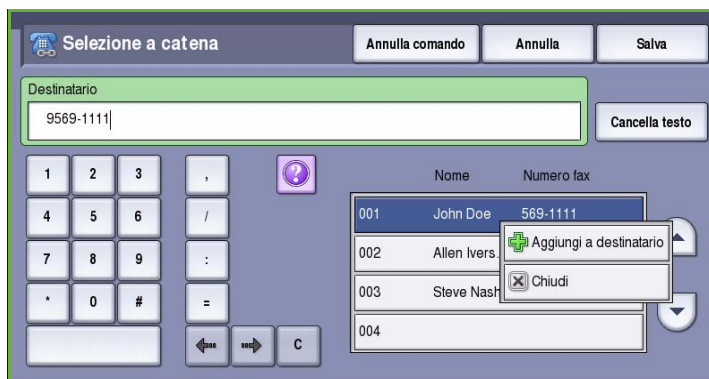 Selezione a catena
Annulla comando
Annulla
Salva
Destinatario
9569-1111
Cancella testo
1 2 3 ,
4 5 6 /
7 8 9 :
* 0 # =
C
Nome Numero fax
001 John Doe 569-1111
002 Allen Ivers.
003 Steve Nash
004
Aggiungi a destinatario
Chiudi